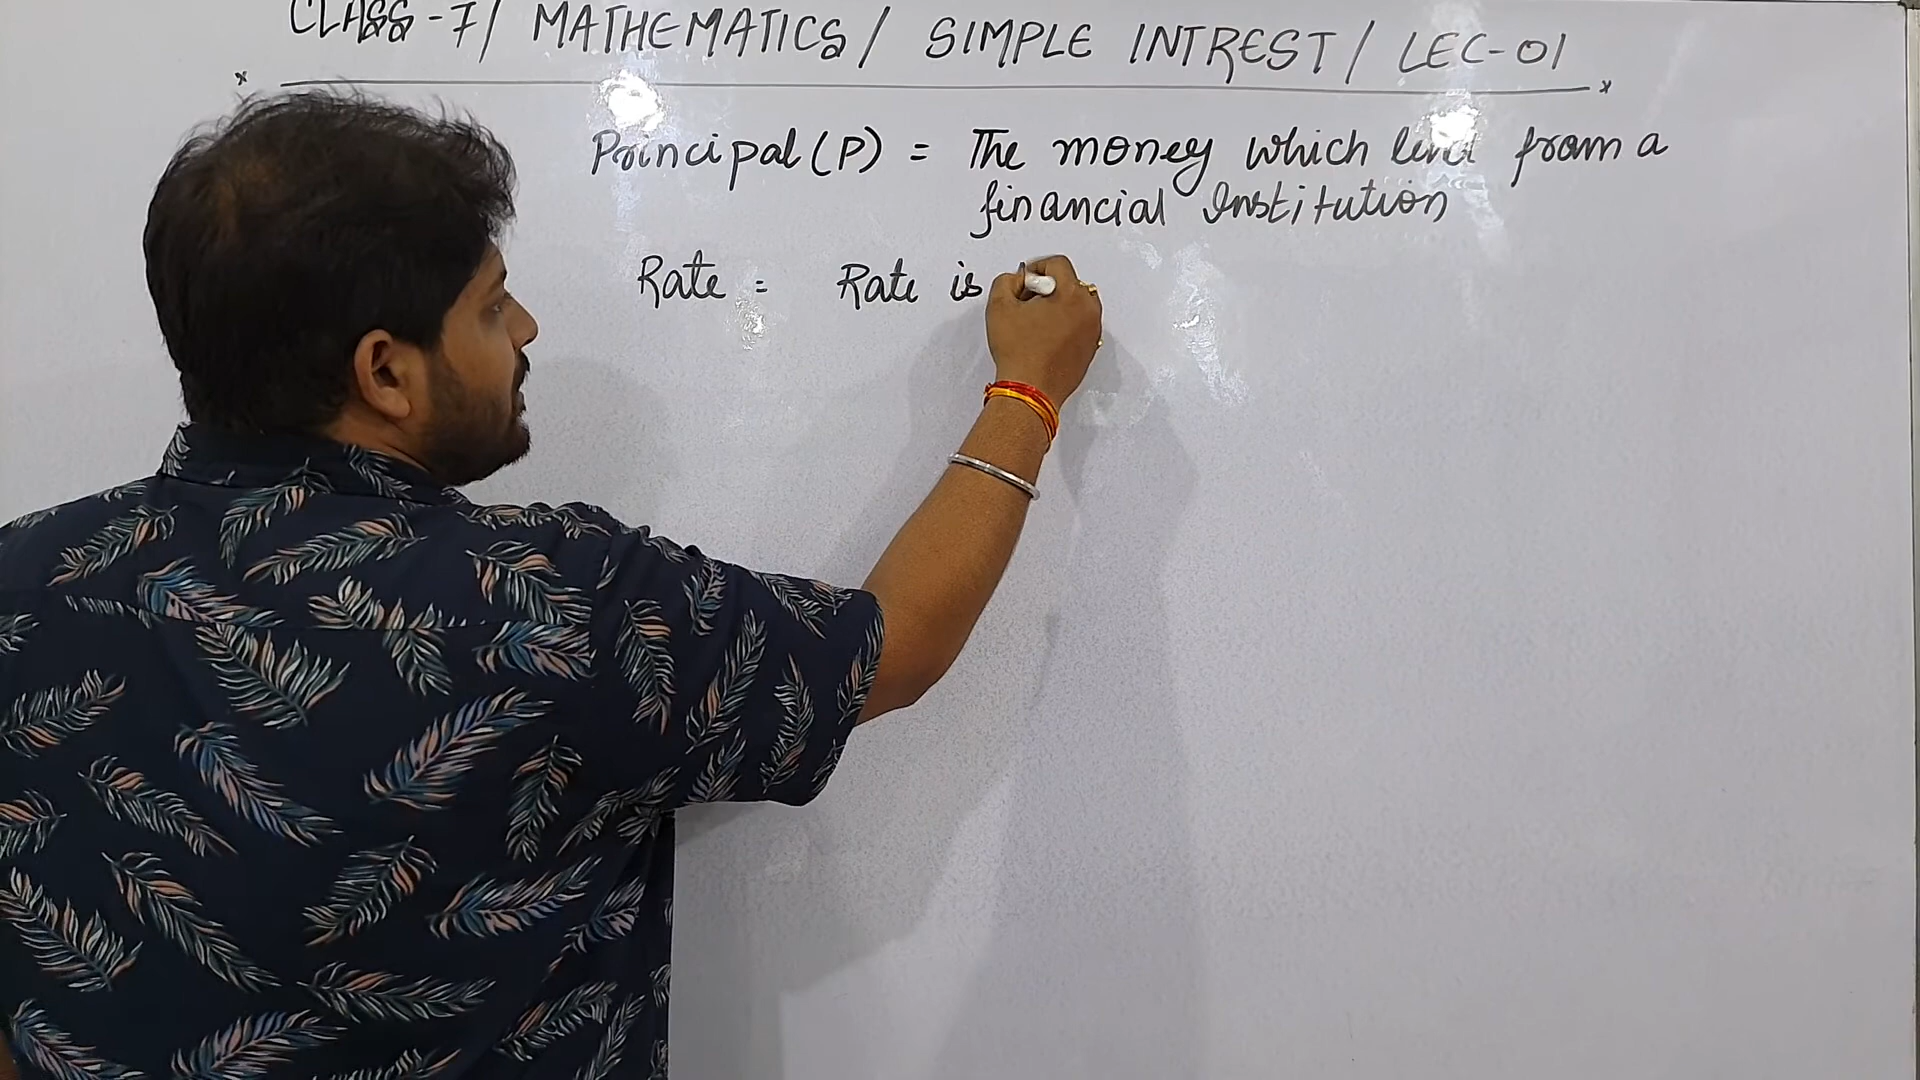 CLASS-7/ MATHEMATICS/ SIMPLE INTREST/ LEC-01
Principal(P) = The money which lend from a
financial Institution
Rate = Rate is